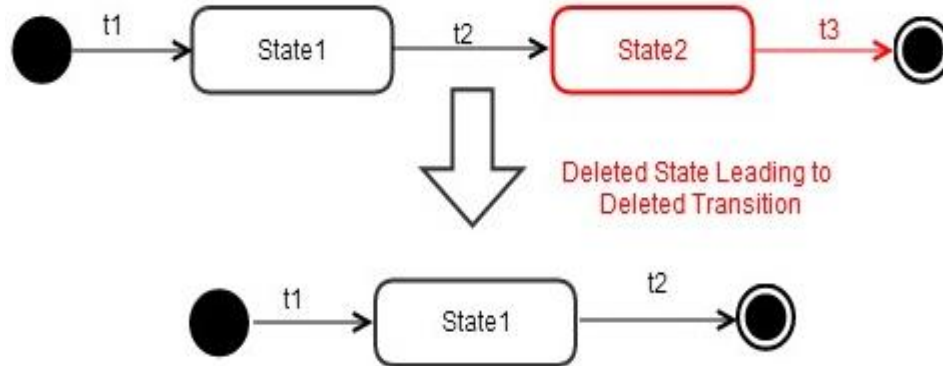 t1
State1
t2
State2
t3
Deleted State Leading to
Deleted Transition
t1
State1
t2